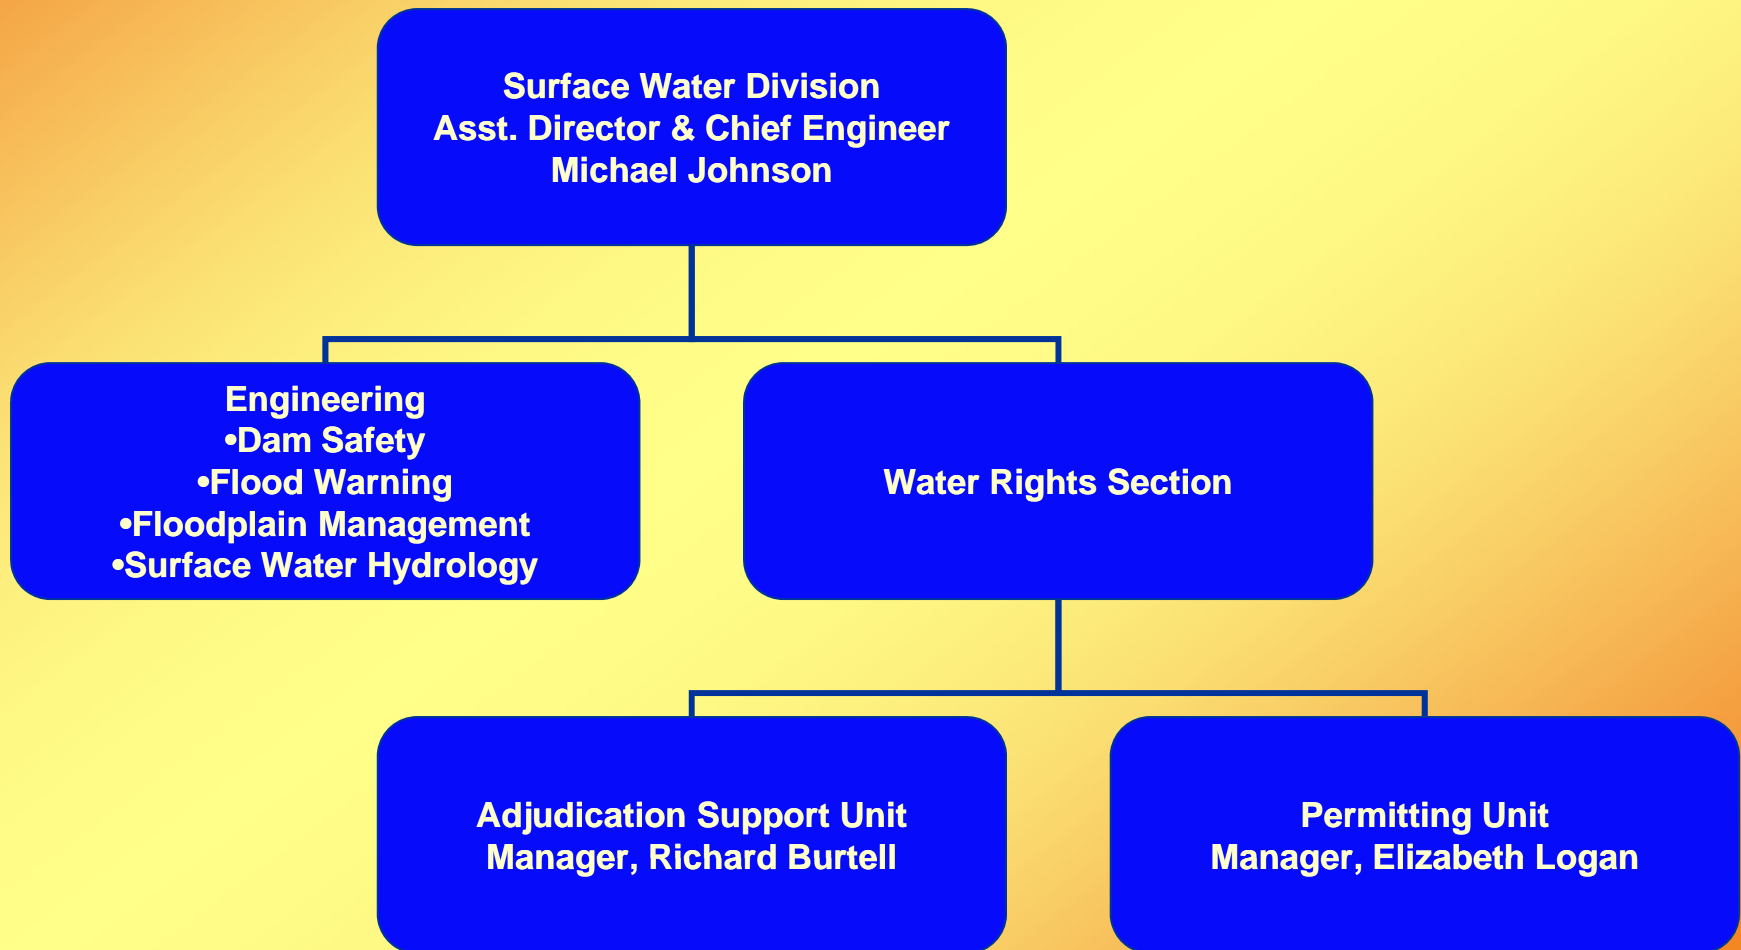 Surface Water Division
Asst. Director & Chief Engineer
Michael Johnson
Engineering
•Dam Safety
•Flood Warning
•Floodplain Management
•Surface Water Hydrology
Water Rights Section
Adjudication Support Unit
Manager, Richard Burtell
Permitting Unit
Manager, Elizabeth Logan